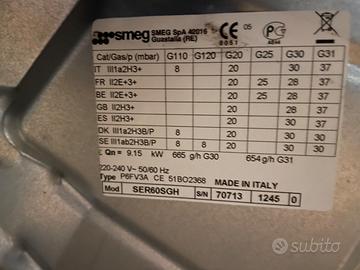 smeg SMEG SpA 42016 CE 05
Guastalla (RE) 0051
Cat/Gas/p (mbar) G110 G120 G20 G25 G30 G31
IT III1a2H3+ 8 20 30 37
FR II2E+3+ 20 25 28 37
BE II2E+3+ 20 25 28 37
GB II2H3+ 20 30 37
ES II2H3+ 20 30 37
DK III1a2H3B/P 8 20 30 30
SE III1ab2H3B/P 8 8 20 30 30
Σ Qn = 9.15 kW 665 g/h G30 654 g/h G31
220-240 V~ 50/60 Hz
Type P6FV3A CE 51BO2368 MADE IN ITALY
Mod SER60SGH S/N 70713 1245 0
subito